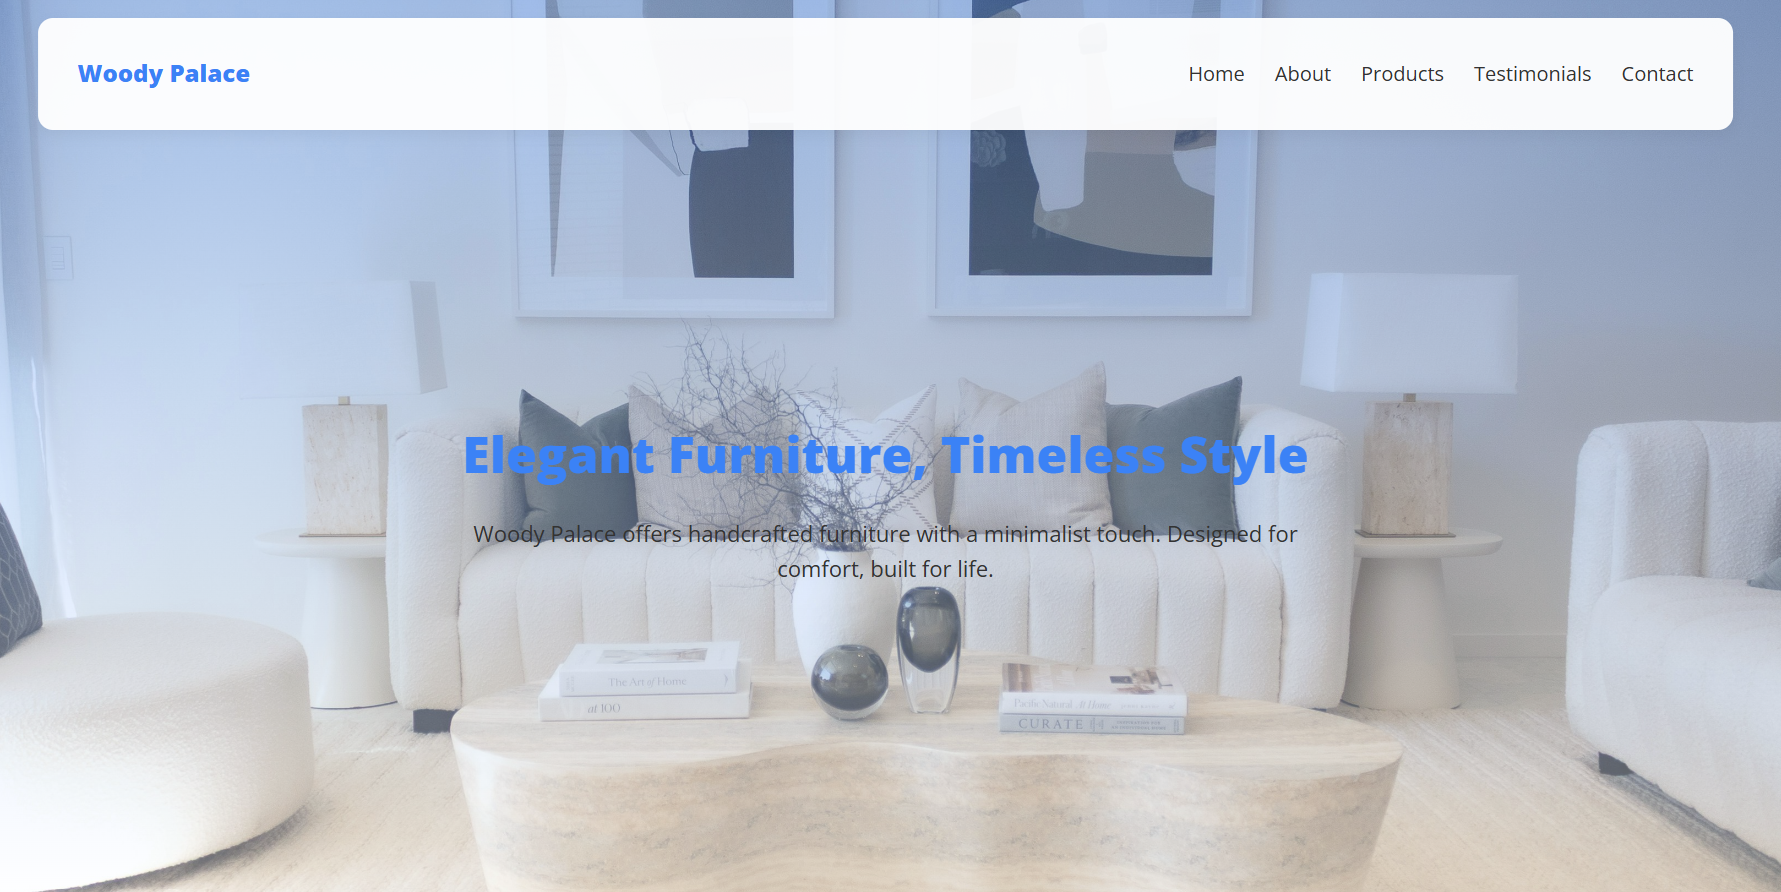 Woody Palace
Home About Products Testimonials Contact
Elegant Furniture, Timeless Style
Woody Palace offers handcrafted furniture with a minimalist touch. Designed for
comfort, built for life.
The Art of Home
at 100
Pacific Natural At Home
CURATE